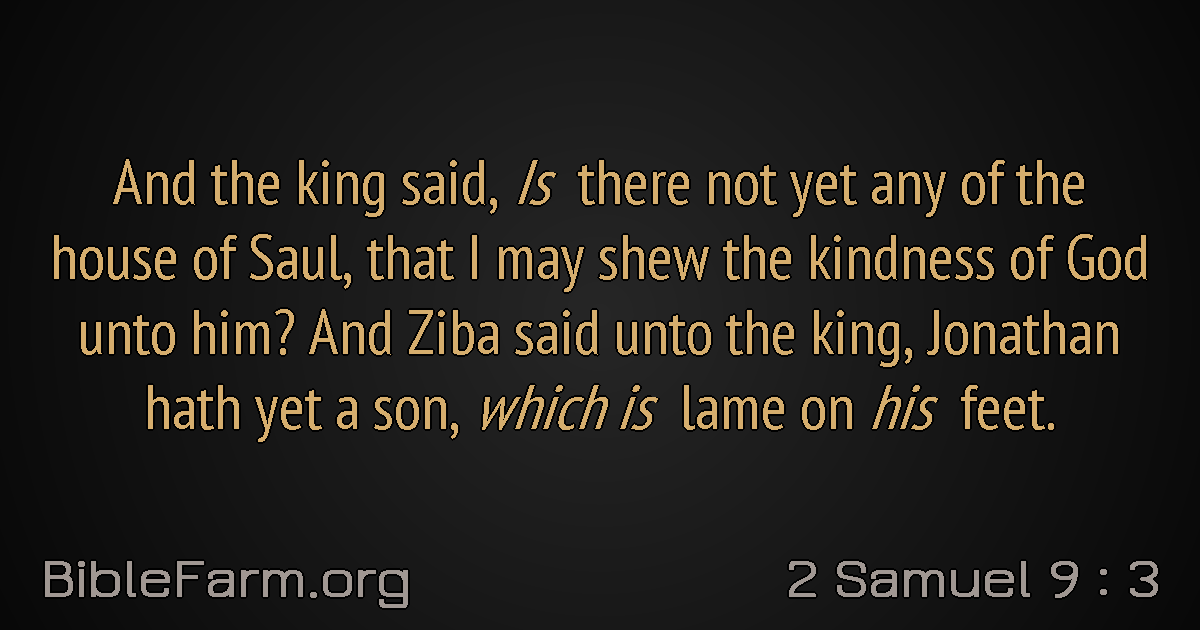 And the king said, Is there not yet any of the
house of Saul, that I may shew the kindness of God
unto him? And Ziba said unto the king, Jonathan
hath yet a son, which is lame on his feet.
BibleFarm.org
2 Samuel 9 : 3